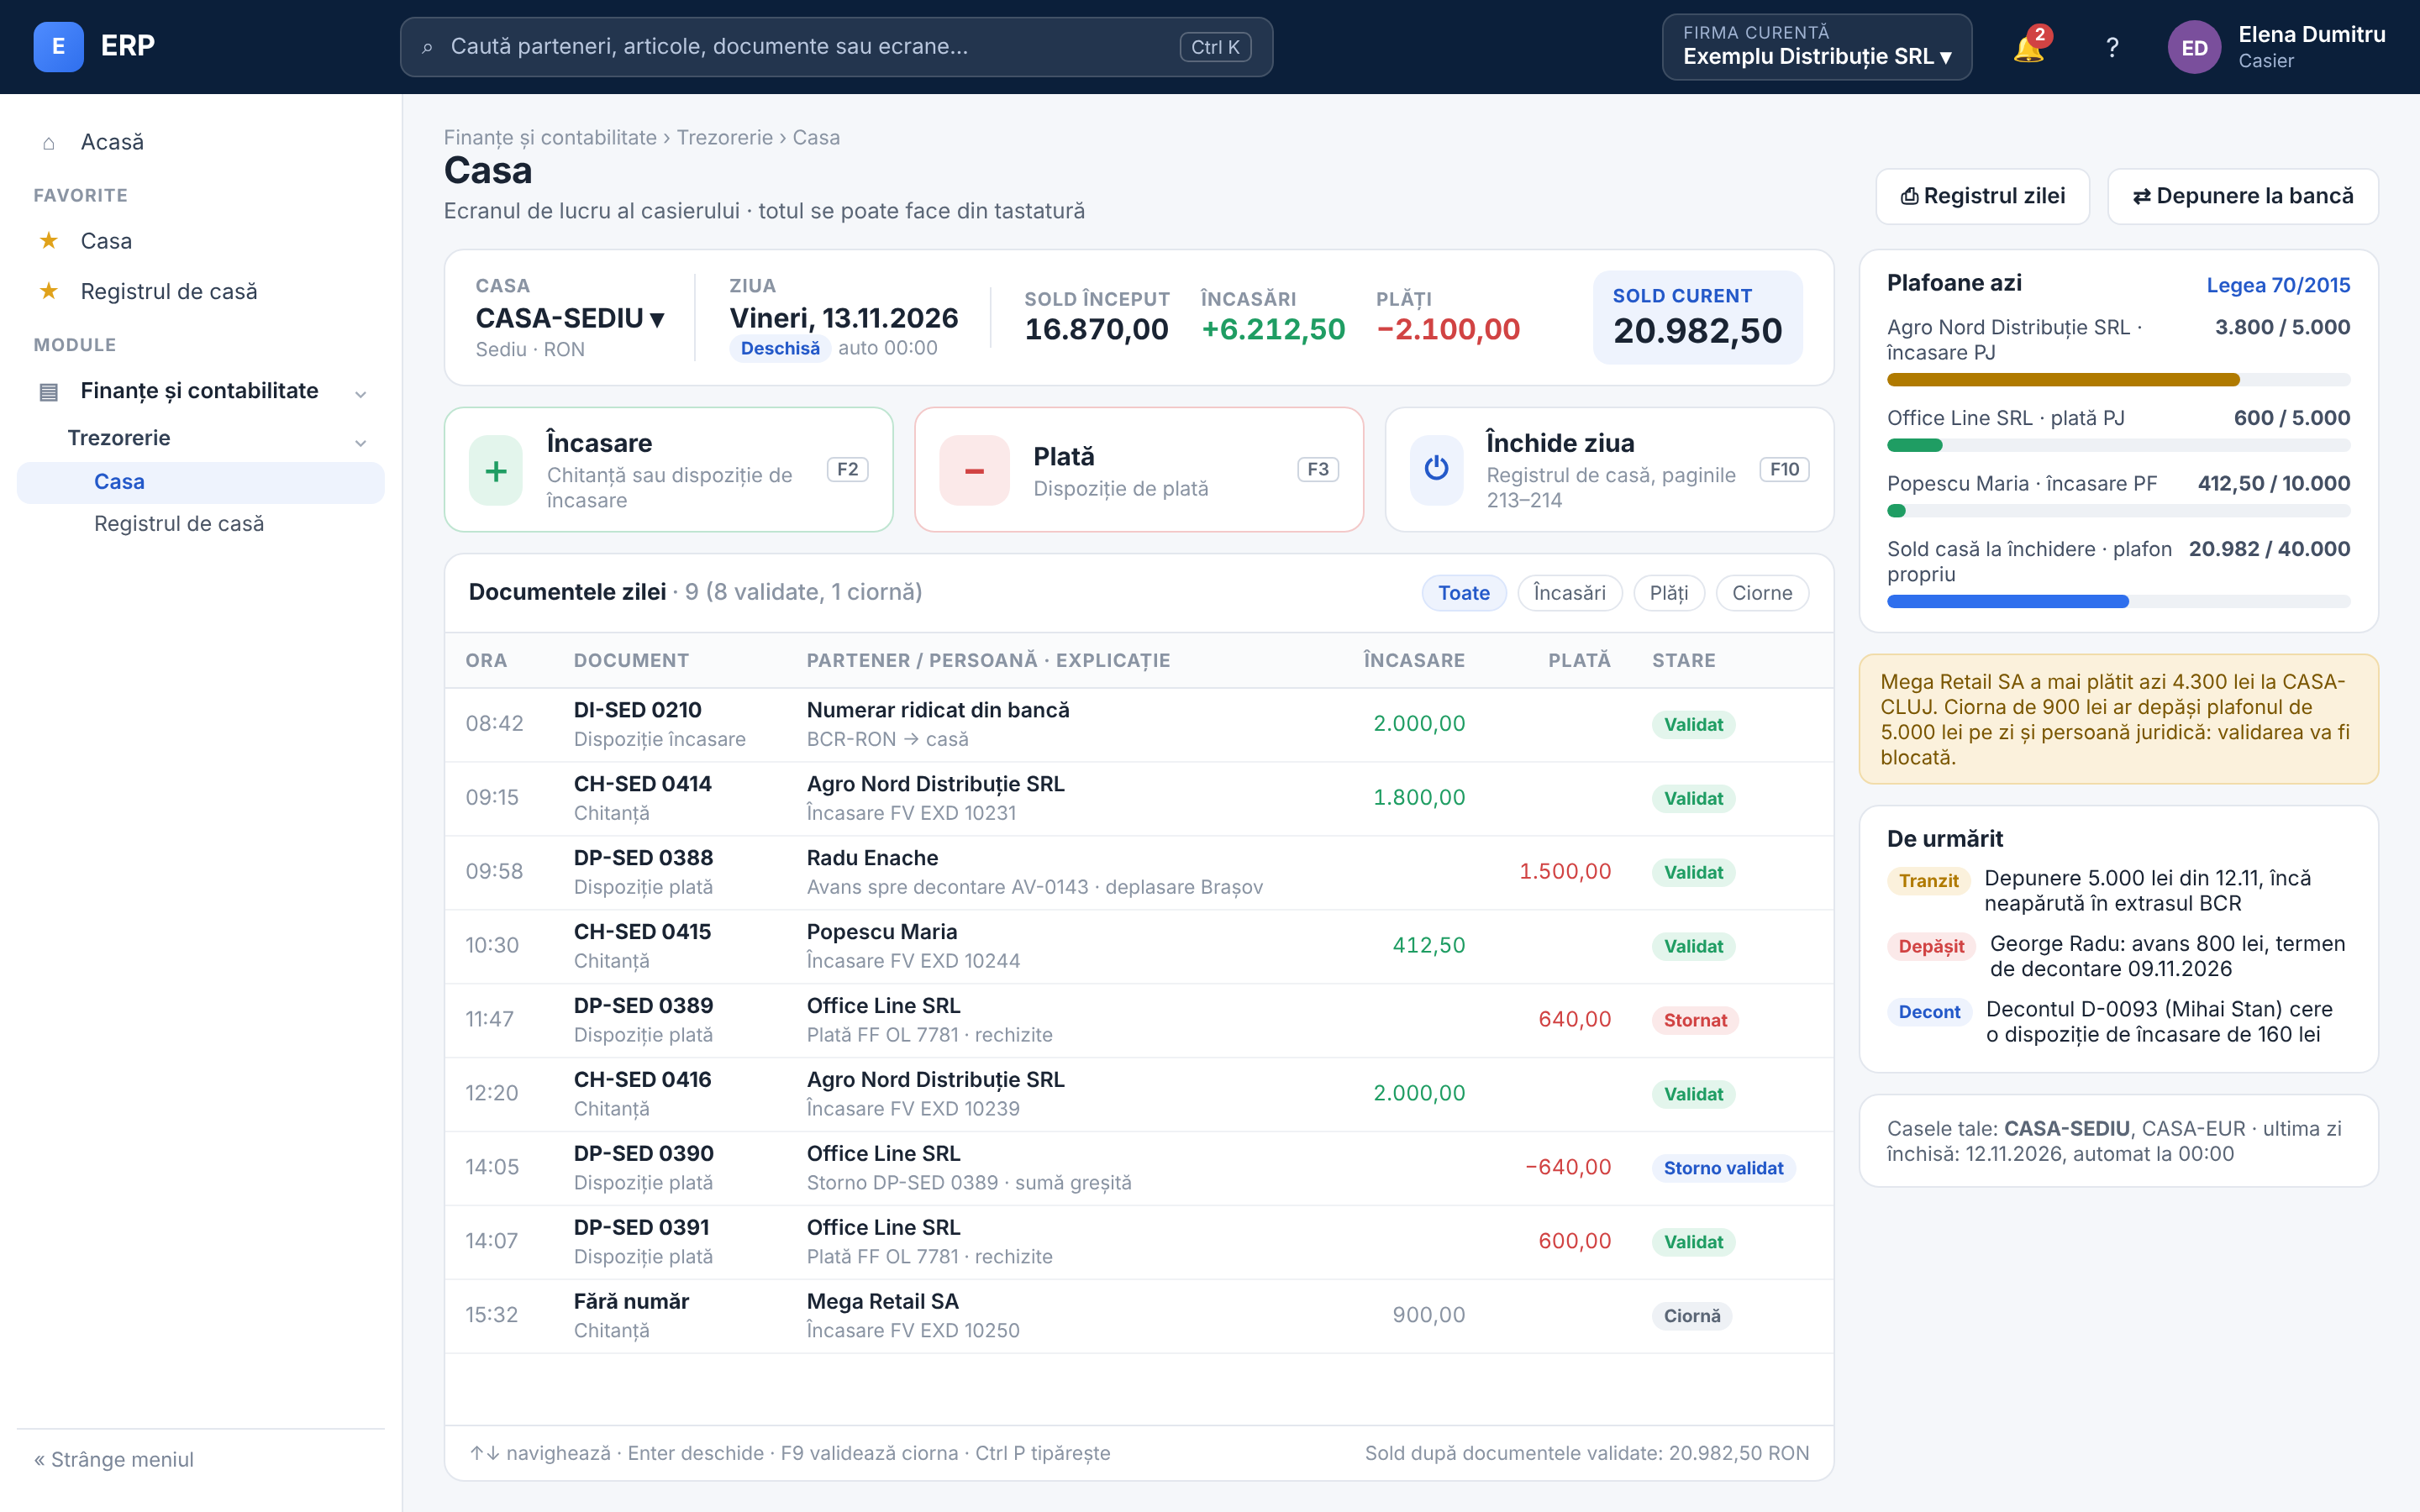 E ERP
Caută parteneri, articole, documente sau ecrane... Ctrl K
FIRMA CURENTĂ
Exemplu Distribuție SRL ▾
2
?
ED
Elena Dumitru
Casier
Acasă
FAVORITE
★ Casa
★ Registrul de casă
MODULE
Finanțe și contabilitate
Trezorerie
Casa
Registrul de casă
« Strânge meniul
Finanțe și contabilitate › Trezorerie › Casa
Casa
Ecranul de lucru al casierului · totul se poate face din tastatură
Registrul zilei
⇄ Depunere la bancă
CASA
CASA-SEDIU ▾
Sediu · RON
ZIUA
Vineri, 13.11.2026
Deschisă auto 00:00
SOLD ÎNCEPUT
16.870,00
ÎNCASĂRI
+6.212,50
PLĂȚI
−2.100,00
SOLD CURENT
20.982,50
+
Încasare
Chitanță sau dispoziție de
încasare
F2
−
Plată
Dispoziție de plată
F3
Închide ziua
Registrul de casă, paginile
213–214
F10
Documentele zilei · 9 (8 validate, 1 ciornă)
Toate Încasări Plăți Ciorne
ORA DOCUMENT PARTENER / PERSOANĂ · EXPLICAȚIE ÎNCASARE PLATĂ STARE
08:42 DI-SED 0210 Numerar ridicat din bancă 2.000,00 Validat
Dispoziție încasare BCR-RON → casă
09:15 CH-SED 0414 Agro Nord Distribuție SRL 1.800,00 Validat
Chitanță Încasare FV EXD 10231
09:58 DP-SED 0388 Radu Enache 1.500,00 Validat
Dispoziție plată Avans spre decontare AV-0143 · deplasare Brașov
10:30 CH-SED 0415 Popescu Maria 412,50 Validat
Chitanță Încasare FV EXD 10244
11:47 DP-SED 0389 Office Line SRL 640,00 Stornat
Dispoziție plată Plată FF OL 7781 · rechizite
12:20 CH-SED 0416 Agro Nord Distribuție SRL 2.000,00 Validat
Chitanță Încasare FV EXD 10239
14:05 DP-SED 0390 Office Line SRL −640,00 Storno validat
Dispoziție plată Storno DP-SED 0389 · sumă greșită
14:07 DP-SED 0391 Office Line SRL 600,00 Validat
Dispoziție plată Plată FF OL 7781 · rechizite
15:32 Fără număr Mega Retail SA 900,00 Ciornă
Chitanță Încasare FV EXD 10250
↑↓ navighează · Enter deschide · F9 validează ciorna · Ctrl P tipărește
Sold după documentele validate: 20.982,50 RON
Plafoane azi Legea 70/2015
Agro Nord Distribuție SRL · 3.800 / 5.000
încasare PJ
Office Line SRL · plată PJ 600 / 5.000
Popescu Maria · încasare PF 412,50 / 10.000
Sold casă la închidere · plafon 20.982 / 40.000
propriu
Mega Retail SA a mai plătit azi 4.300 lei la CASA-
CLUJ. Ciorna de 900 lei ar depăși plafonul de
5.000 lei pe zi și persoană juridică: validarea va fi
blocată.
De urmărit
Tranzit Depunere 5.000 lei din 12.11, încă
neapărută în extrasul BCR
Depășit George Radu: avans 800 lei, termen
de decontare 09.11.2026
Decont Decontul D-0093 (Mihai Stan) cere
o dispoziție de încasare de 160 lei
Casele tale: CASA-SEDIU, CASA-EUR · ultima zi
închisă: 12.11.2026, automat la 00:00